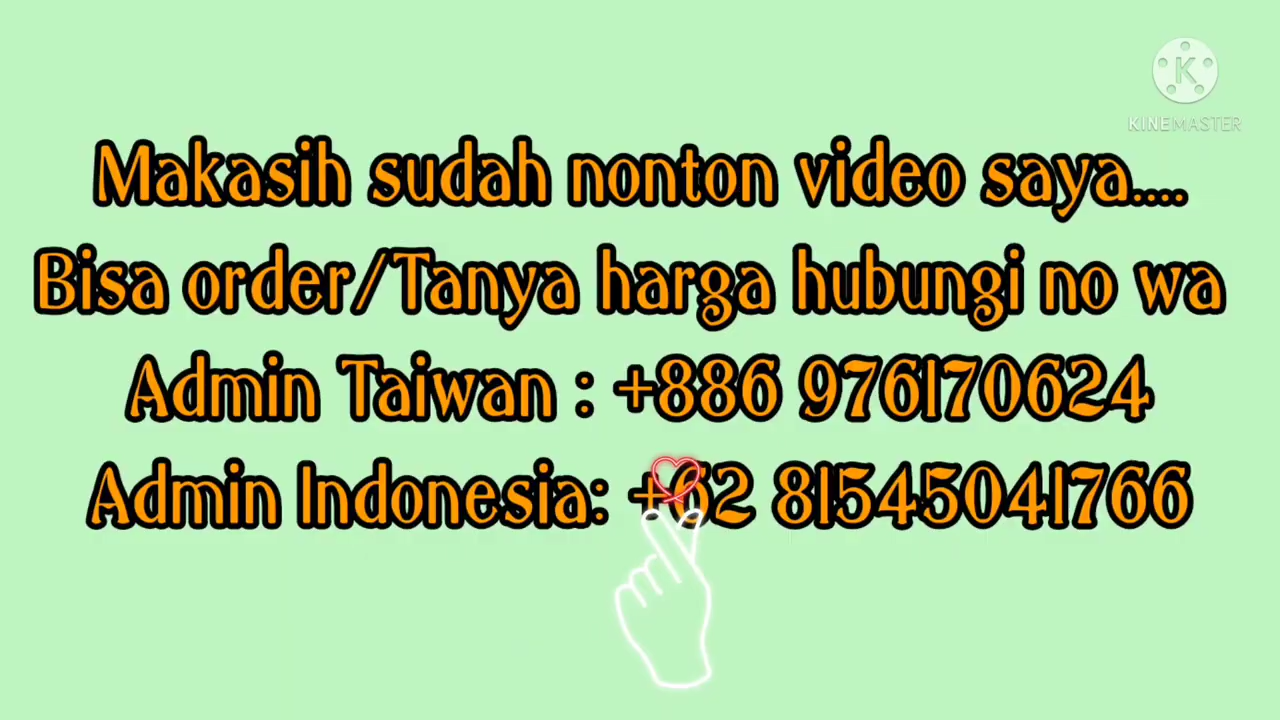 KINEMASTER
Makasih sudah nonton video saya....
Bisa order/Tanya harga hubungi no wa
Admin Taiwan : +886 976170624
Admin Indonesia: +62 81545041766